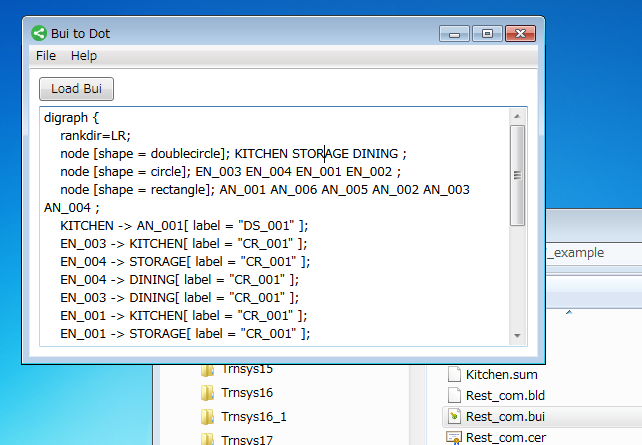 Bui to Dot
File Help
Load Bui
digraph {
rankdir=LR;
node [shape = doublecircle]; KITCHEN STORAGE DINING ;
node [shape = circle]; EN_003 EN_004 EN_001 EN_002 ;
node [shape = rectangle]; AN_001 AN_006 AN_005 AN_002 AN_003
AN_004 ;
KITCHEN -> AN_001[ label = "DS_001" ];
EN_003 -> KITCHEN[ label = "CR_001" ];
EN_004 -> STORAGE[ label = "CR_001" ];
EN_004 -> DINING[ label = "CR_001" ];
EN_003 -> DINING[ label = "CR_001" ];
EN_001 -> KITCHEN[ label = "CR_001" ];
EN_001 -> STORAGE[ label = "CR_001" ];
_example
Trnsys15
Trnsys16
Trnsys16_1
Trnsys17
Kitchen.sum
Rest_com.bld
Rest_com.bui
Rest_com.cer